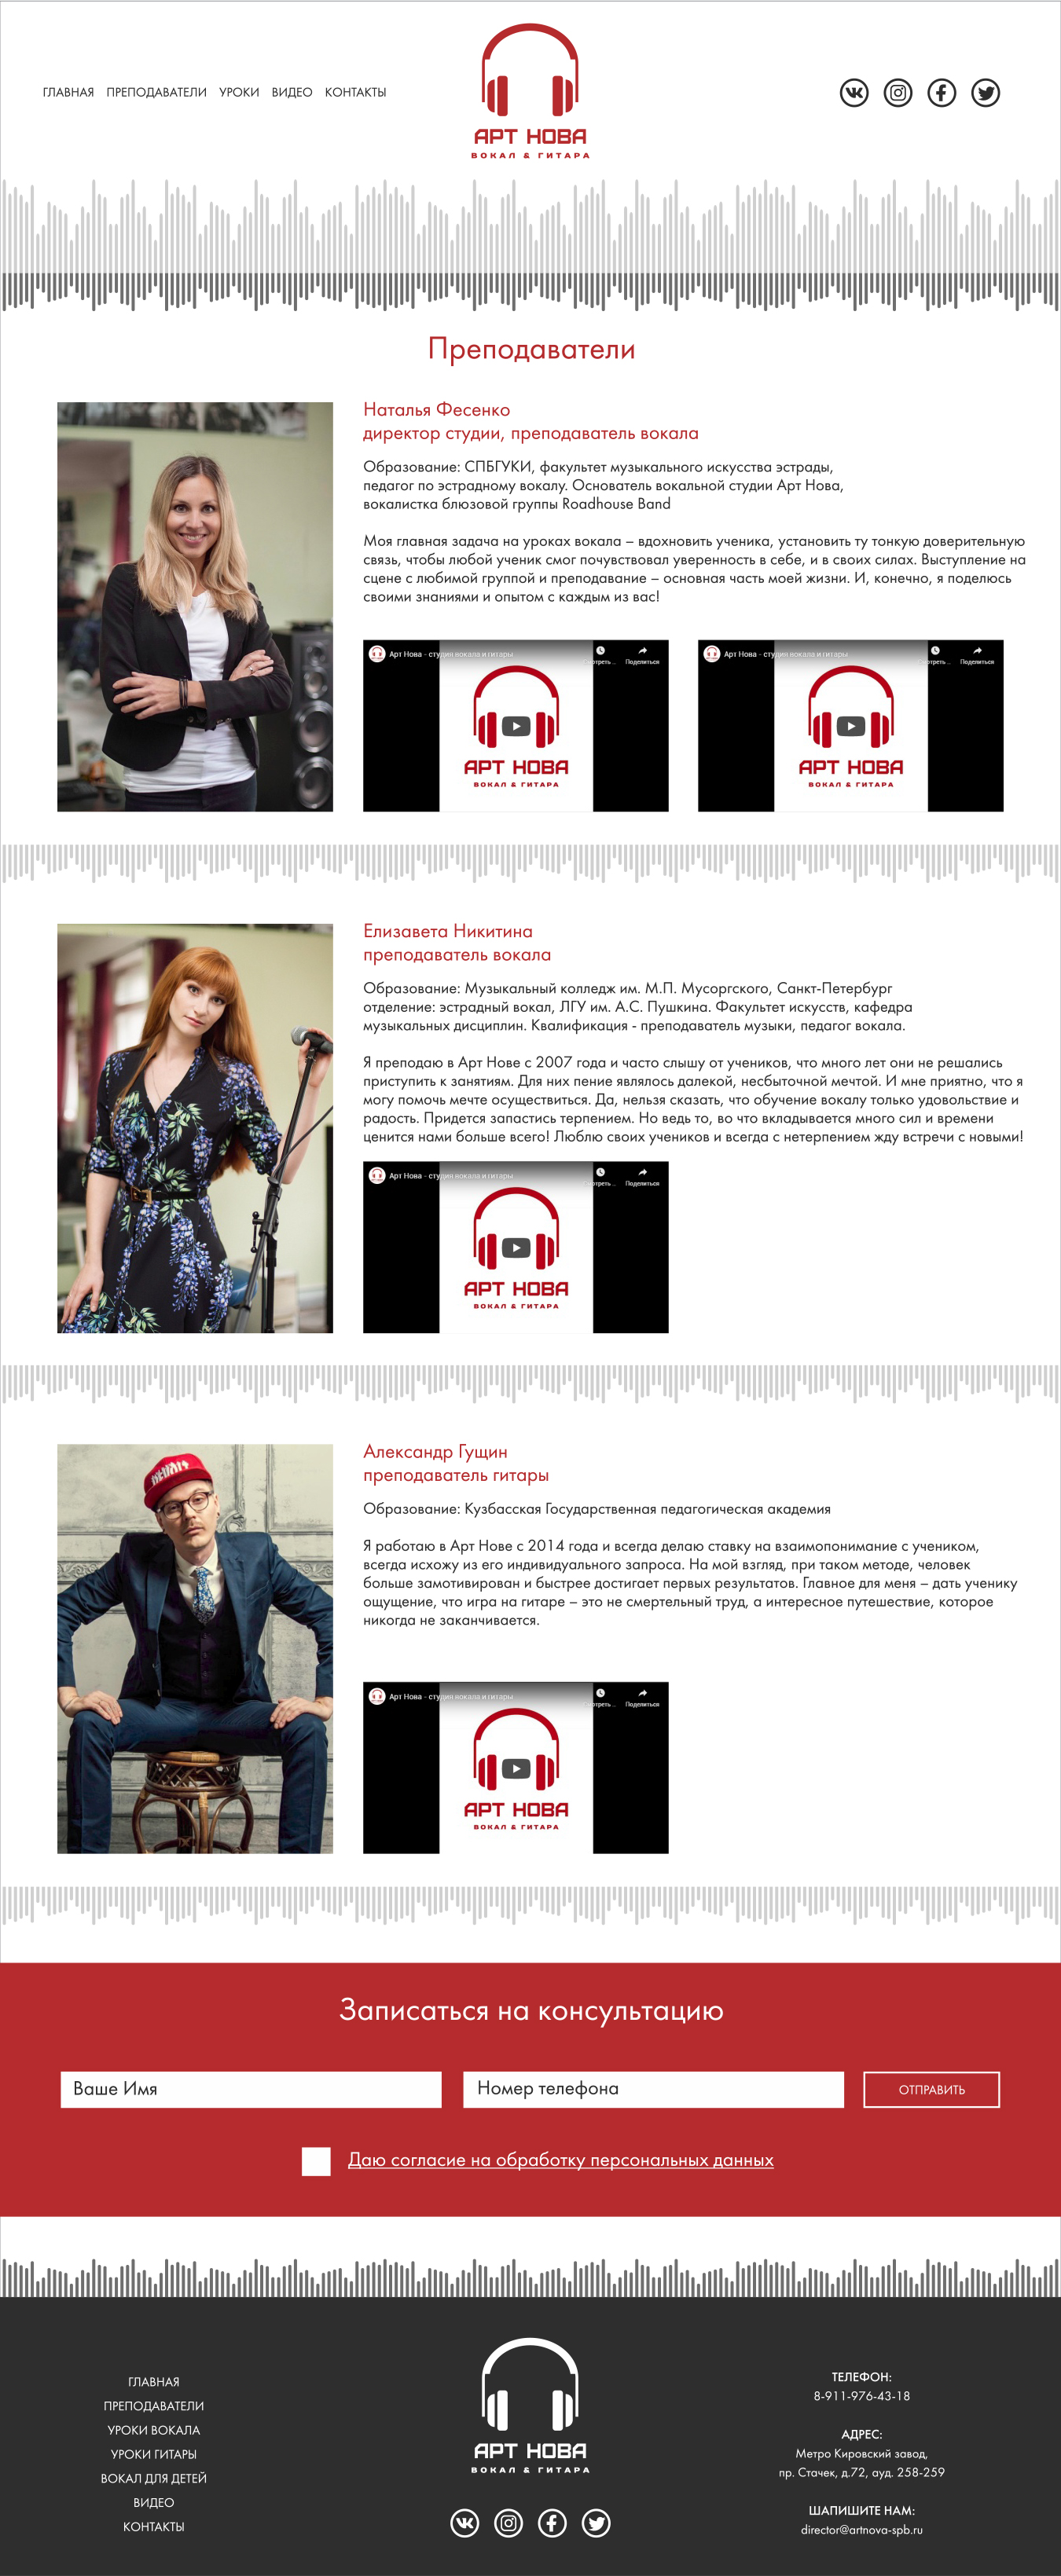 ГЛАВНАЯ ПРЕПОДАВАТЕЛИ УРОКИ ВИДЕО КОНТАКТЫ
АРТ НОВА
ВОКАЛ & ГИТАРА
Преподаватели
Наталья Фесенко
директор студии, преподаватель вокала
Образование: СПБГУКИ, факультет музыкального искусства эстрады,
педагог по эстрадному вокалу. Основатель вокальной студии Арт Нова,
вокалистка блюзовой группы Roadhouse Band
Моя главная задача на уроках вокала – вдохновить ученика, установить ту тонкую доверительную
связь, чтобы любой ученик смог почувствовал уверенность в себе, и в своих силах. Выступление на
сцене с любимой группой и преподавание – основная часть моей жизни. И, конечно, я поделюсь
своими знаниями и опытом с каждым из вас!
Арт Нова - студия вокала и гитары Поделиться
АРТ НОВА
ВОКАЛ & ГИТАРА
Арт Нова - студия вокала и гитары Поделиться
АРТ НОВА
ВОКАЛ & ГИТАРА
Елизавета Никитина
преподаватель вокала
Образование: Музыкальный колледж им. М.П. Мусоргского, Санкт-Петербург
отделение: эстрадный вокал, ЛГУ им. А.С. Пушкина. Факультет искусств, кафедра
музыкальных дисциплин. Квалификация - преподаватель музыки, педагог вокала.
Я преподаю в Арт Нове с 2007 года и часто слышу от учеников, что много лет они не решались
приступить к занятиям. Для них пение являлось далекой, несбыточной мечтой. И мне приятно, что я
могу помочь мечте осуществиться. Да, нельзя сказать, что обучение вокалу только удовольствие и
радость. Придется запастись терпением. Но ведь то, во что вкладывается много сил и времени
ценится нами больше всего! Люблю своих учеников и всегда с нетерпением жду встречи с новыми!
Арт Нова - студия вокала и гитары Поделиться
АРТ НОВА
ВОКАЛ & ГИТАРА
Александр Гущин
преподаватель гитары
Образование: Кузбасская Государственная педагогическая академия
Я работаю в Арт Нове с 2014 года и всегда делаю ставку на взаимопонимание с учеником,
всегда исхожу из его индивидуального запроса. На мой взгляд, при таком методе, человек
больше замотивирован и быстрее достигает первых результатов. Главное для меня – дать ученику
ощущение, что игра на гитаре – это не смертельный труд, а интересное путешествие, которое
никогда не заканчивается.
Арт Нова - студия вокала и гитары Поделиться
АРТ НОВА
ВОКАЛ & ГИТАРА
Записаться на консультацию
Ваше Имя
Номер телефона
ОТПРАВИТЬ
Даю согласие на обработку персональных данных
ГЛАВНАЯ
ПРЕПОДАВАТЕЛИ
УРОКИ ВОКАЛА
УРОКИ ГИТАРЫ
ВОКАЛ ДЛЯ ДЕТЕЙ
ВИДЕО
КОНТАКТЫ
АРТ НОВА
ВОКАЛ & ГИТАРА
ТЕЛЕФОН:
8-911-976-43-18
АДРЕС:
Метро Кировский завод,
пр. Стачек, д.72, ауд. 258-259
ШАПИШИТЕ НАМ:
director@artnova-spb.ru